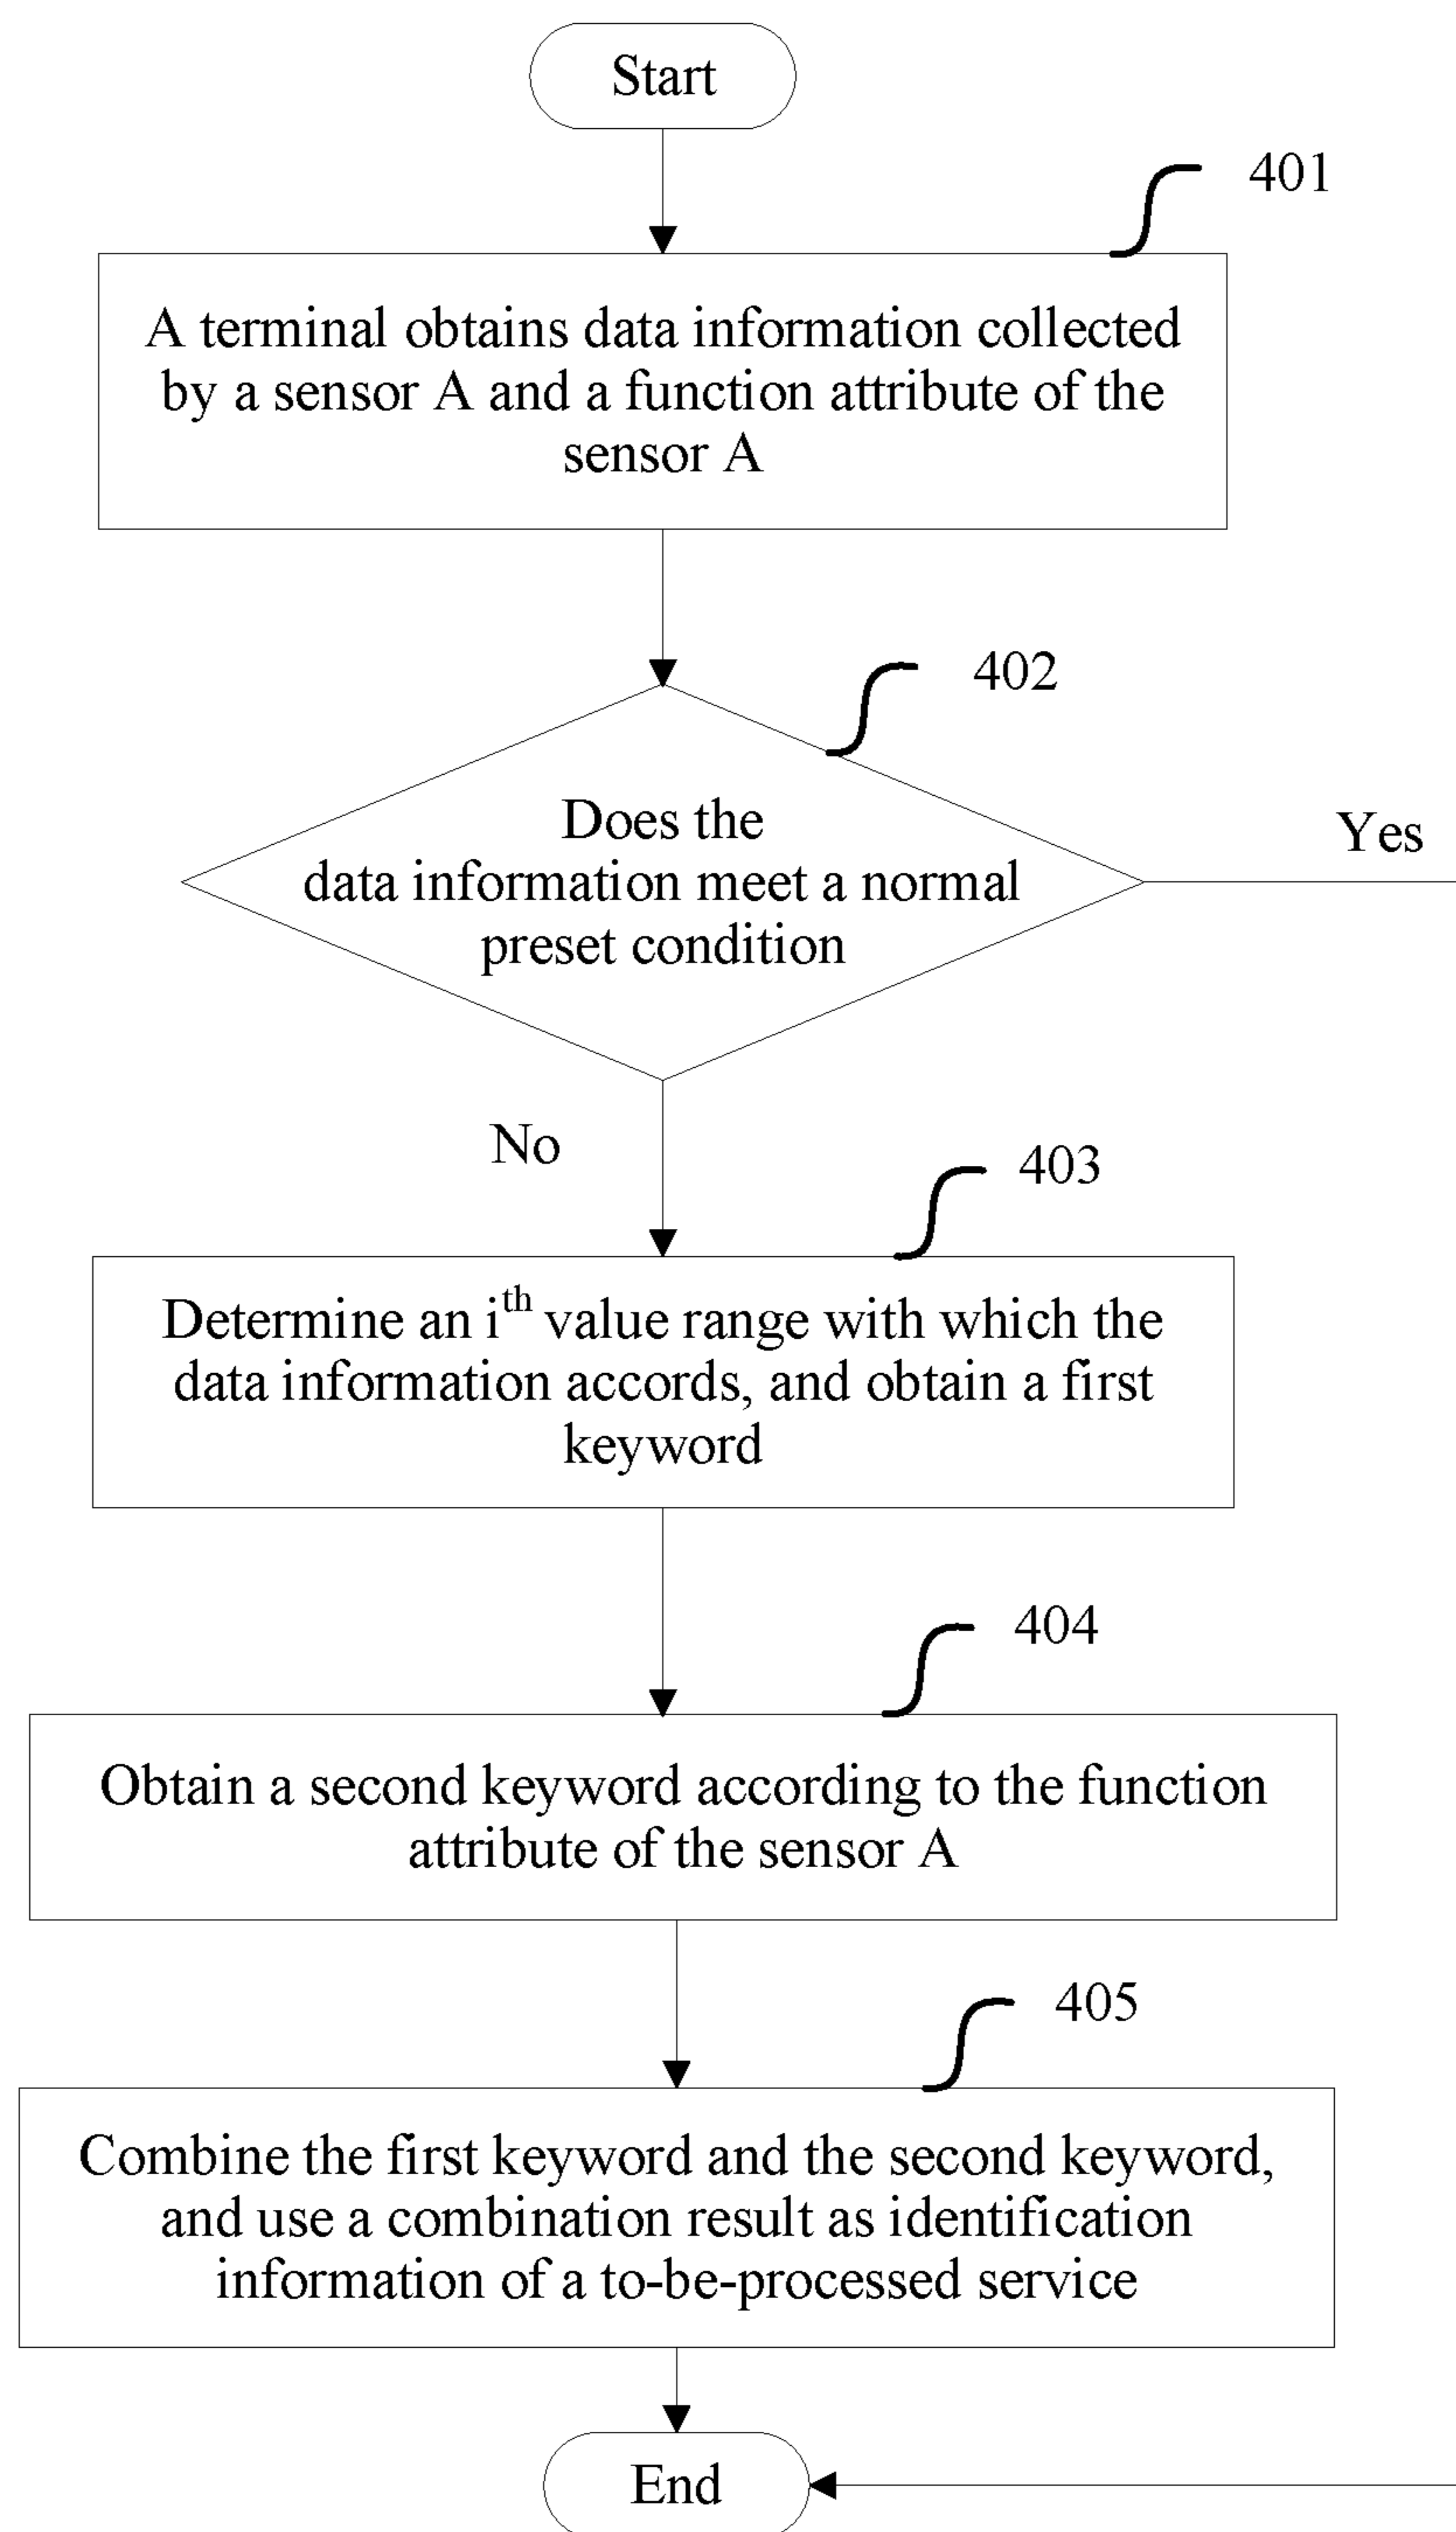 Start
401
A terminal obtains data information collected
by a sensor A and a function attribute of the
sensor A
402
Does the
data information meet a normal
preset condition
Yes
No
403
Determine an iᵗʰ value range with which the
data information accords, and obtain a first
keyword
404
Obtain a second keyword according to the function
attribute of the sensor A
405
Combine the first keyword and the second keyword,
and use a combination result as identification
information of a to-be-processed service
End